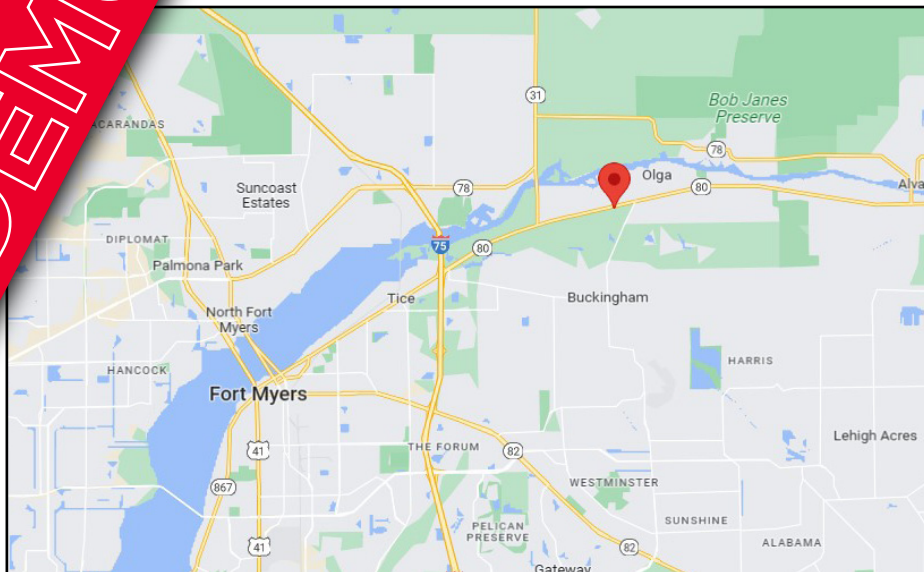 DEMO
ACARANDAS
31
Bob Janes
Preserve
78
Olga
Suncoast
Estates
78
80
Alva
DIPLOMAT
75
80
Palmona Park
Tice
Buckingham
North Fort
Myers
HARRIS
HANCOCK
Fort Myers
Lehigh Acres
THE FORUM
41
82
867
WESTMINSTER
SUNSHINE
PELICAN
PRESERVE
41
82
ALABAMA
Gateway